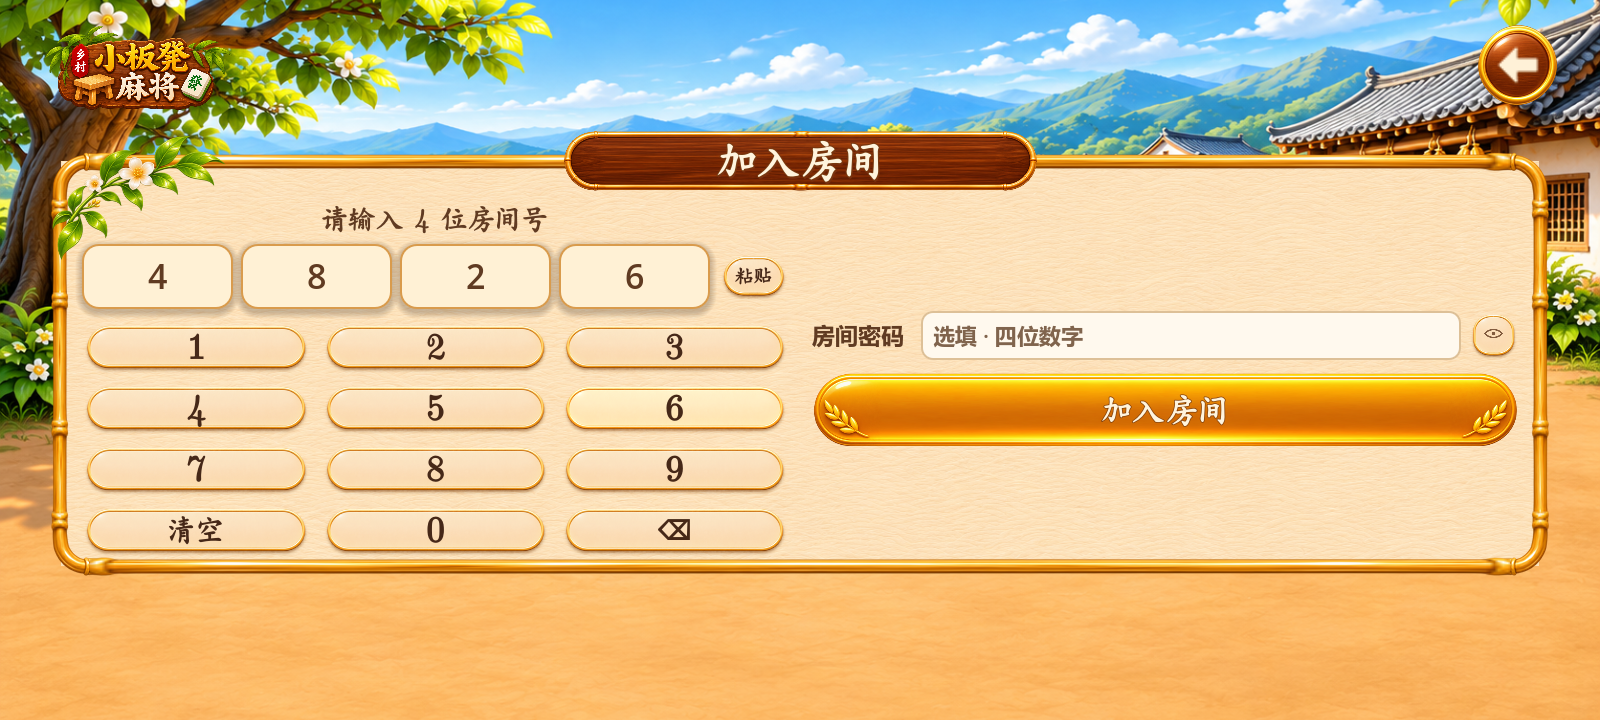 乡村
小板發
麻将
發
加入房间
请输入 4 位房间号
4 8 2 6 粘贴
1 2 3
4 5 6
7 8 9
清空 0 ⌫
房间密码 选填 · 四位数字
加入房间